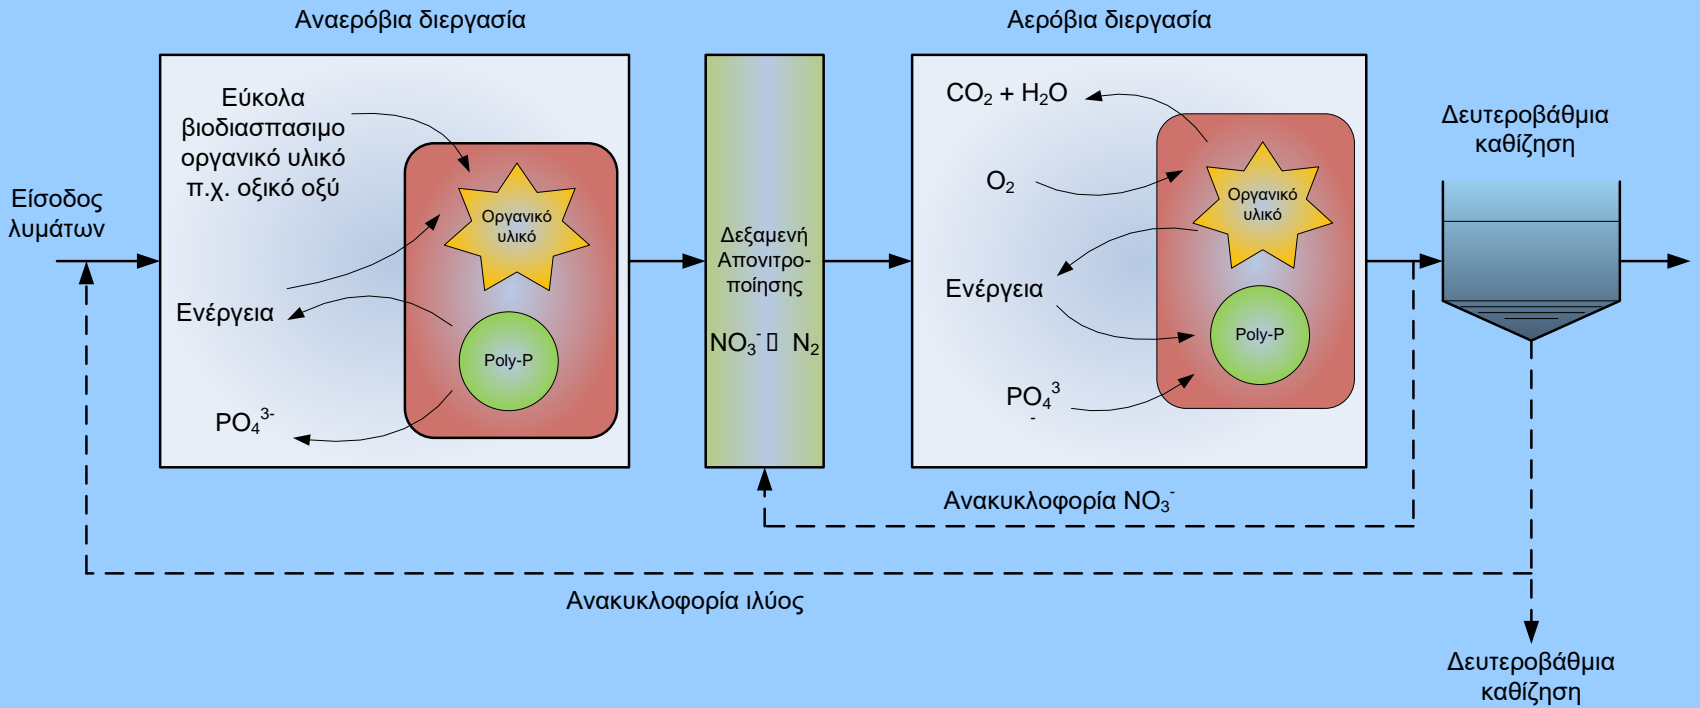 Αναερόβια διεργασία
Αερόβια διεργασία
Εύκολα
βιοδιασπασιμο
οργανικό υλικό
π.χ. οξικό οξύ
Οργανικό
υλικό
Ενέργεια
Poly-P
PO₄³⁻
Είσοδος
λυμάτων
Δεξαμενή
Απονιτρο-
ποίησης
NO₃⁻ ▯ N₂
CO₂ + H₂O
O₂
Οργανικό
υλικό
Ενέργεια
Poly-P
PO₄³
-
Δευτεροβάθμια
καθίζηση
Ανακυκλοφορία NO₃⁻
Ανακυκλοφορία ιλύος
Δευτεροβάθμια
καθίζηση